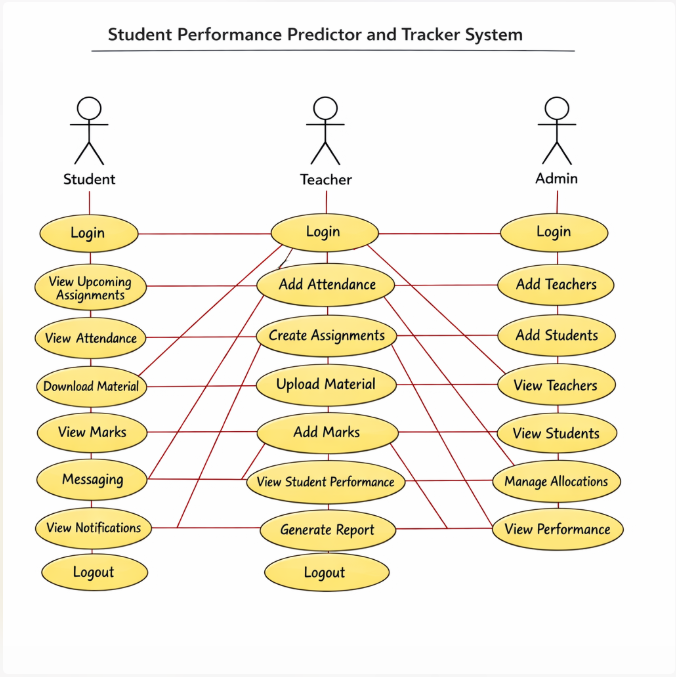 Student Performance Predictor and Tracker System
Student
Teacher
Admin
Login
Login
Login
View Upcoming
Assignments
Add Attendance
Add Teachers
View Attendance
Create Assignments
Add Students
Download Material
Upload Material
View Teachers
View Marks
Add Marks
View Students
Messaging
View Student Performance
Manage Allocations
View Notifications
Generate Report
View Performance
Logout
Logout